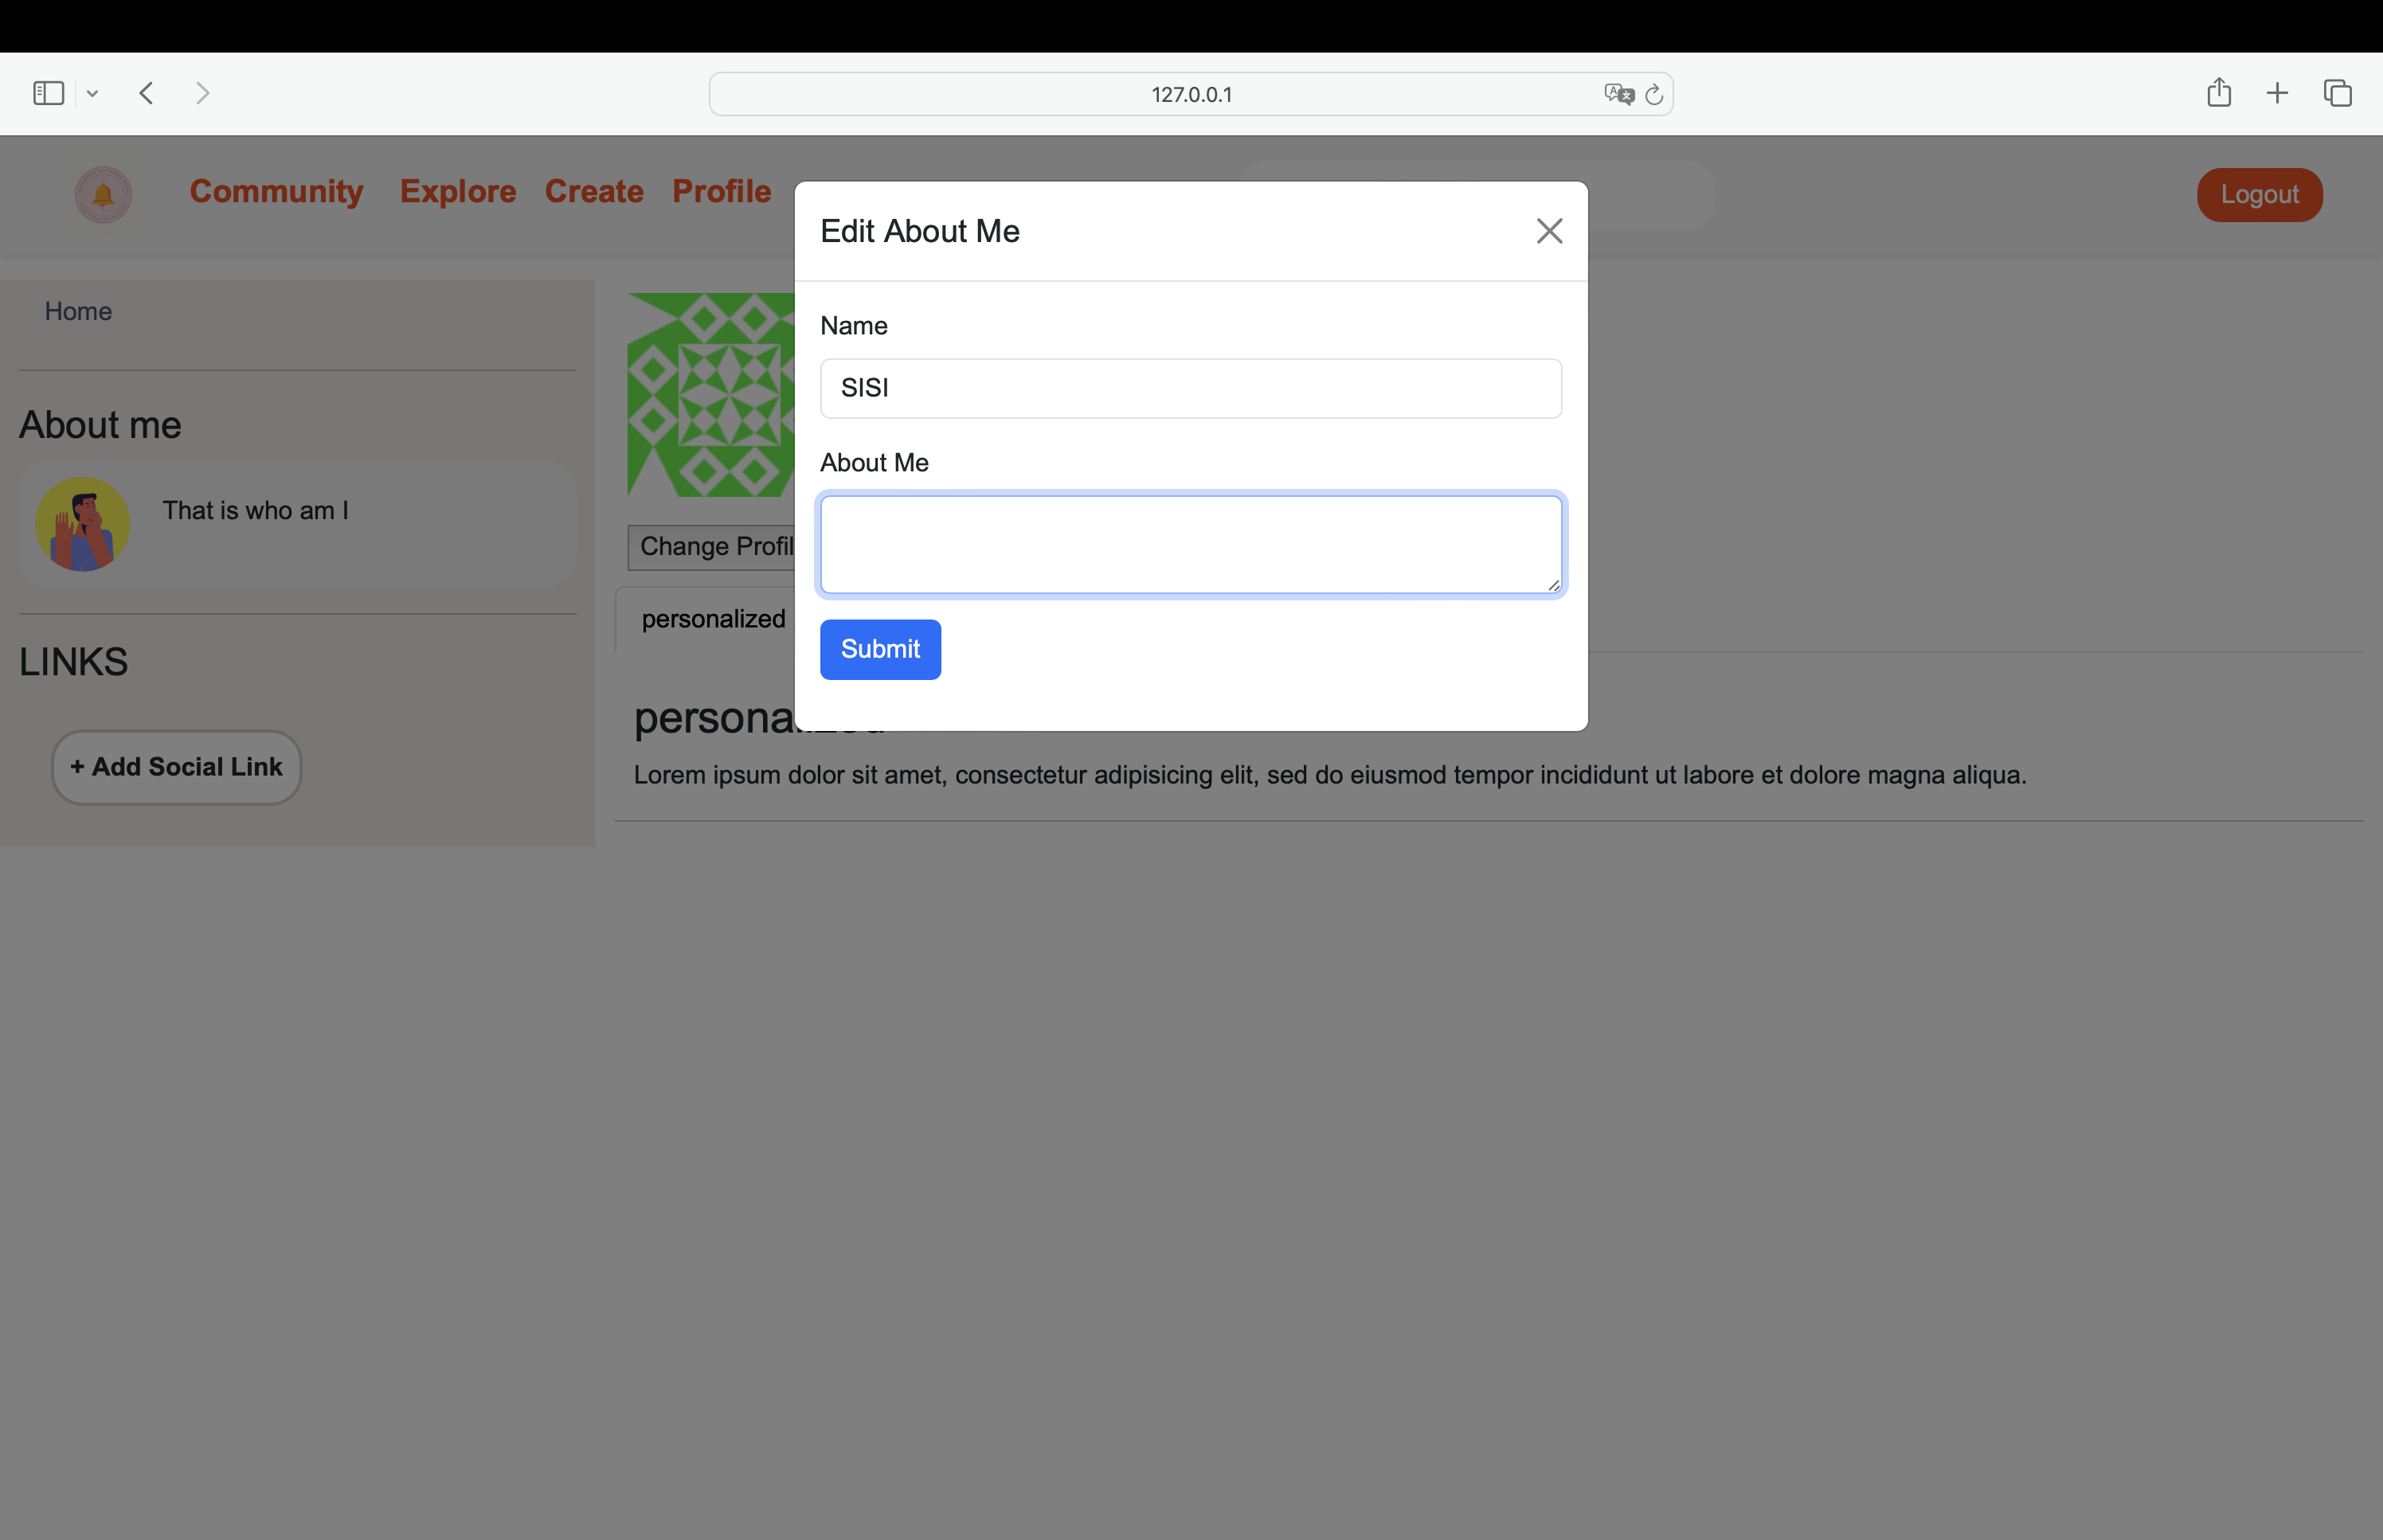 127.0.0.1
Community Explore Create Profile
Logout
Edit About Me
Name
SISI
About Me
Submit
Home
About me
That is who am I
LINKS
+ Add Social Link
Change Profil
personalized
Lorem ipsum dolor sit amet, consectetur adipisicing elit, sed do eiusmod tempor incididunt ut labore et dolore magna aliqua.